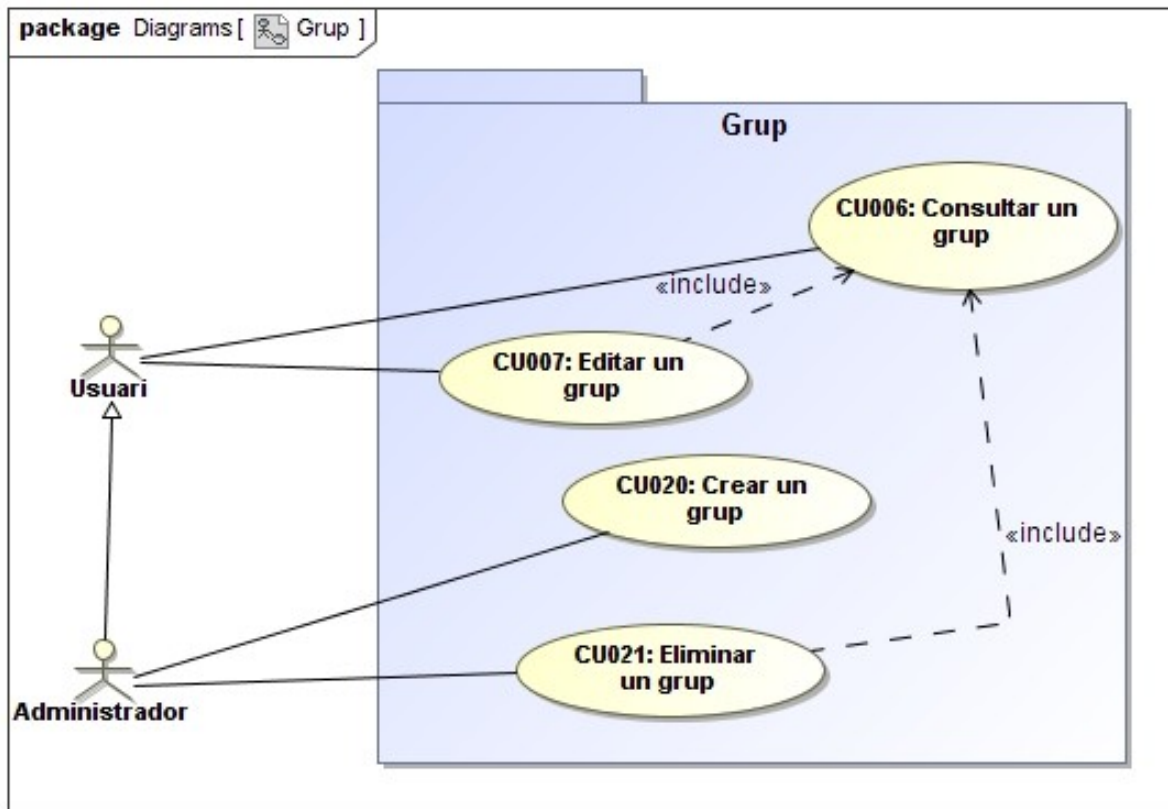 package Diagrams [ Grup ]
Grup
CU006: Consultar un
grup
«include»
CU007: Editar un
grup
Usuari
CU020: Crear un
grup
«include»
CU021: Eliminar
un grup
Administrador